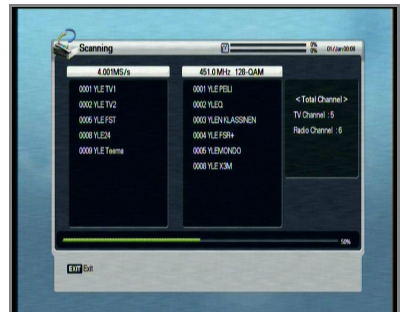 Scanning
0%
0% 01/Jan 00:06
4.001MS/s
451.0 MHz 128-QAM
0001 YLE TV1
0002 YLE TV2
0005 YLE FST
0008 YLE24
0009 YLE Teema
0001 YLE PEILI
0002 YLEQ
0003 YLEN KLASSINEN
0004 YLE FSR+
0005 YLEMONDO
0008 YLE X3M
< Total Channel >
TV Channel : 5
Radio Channel : 6
50%
EXIT Exit